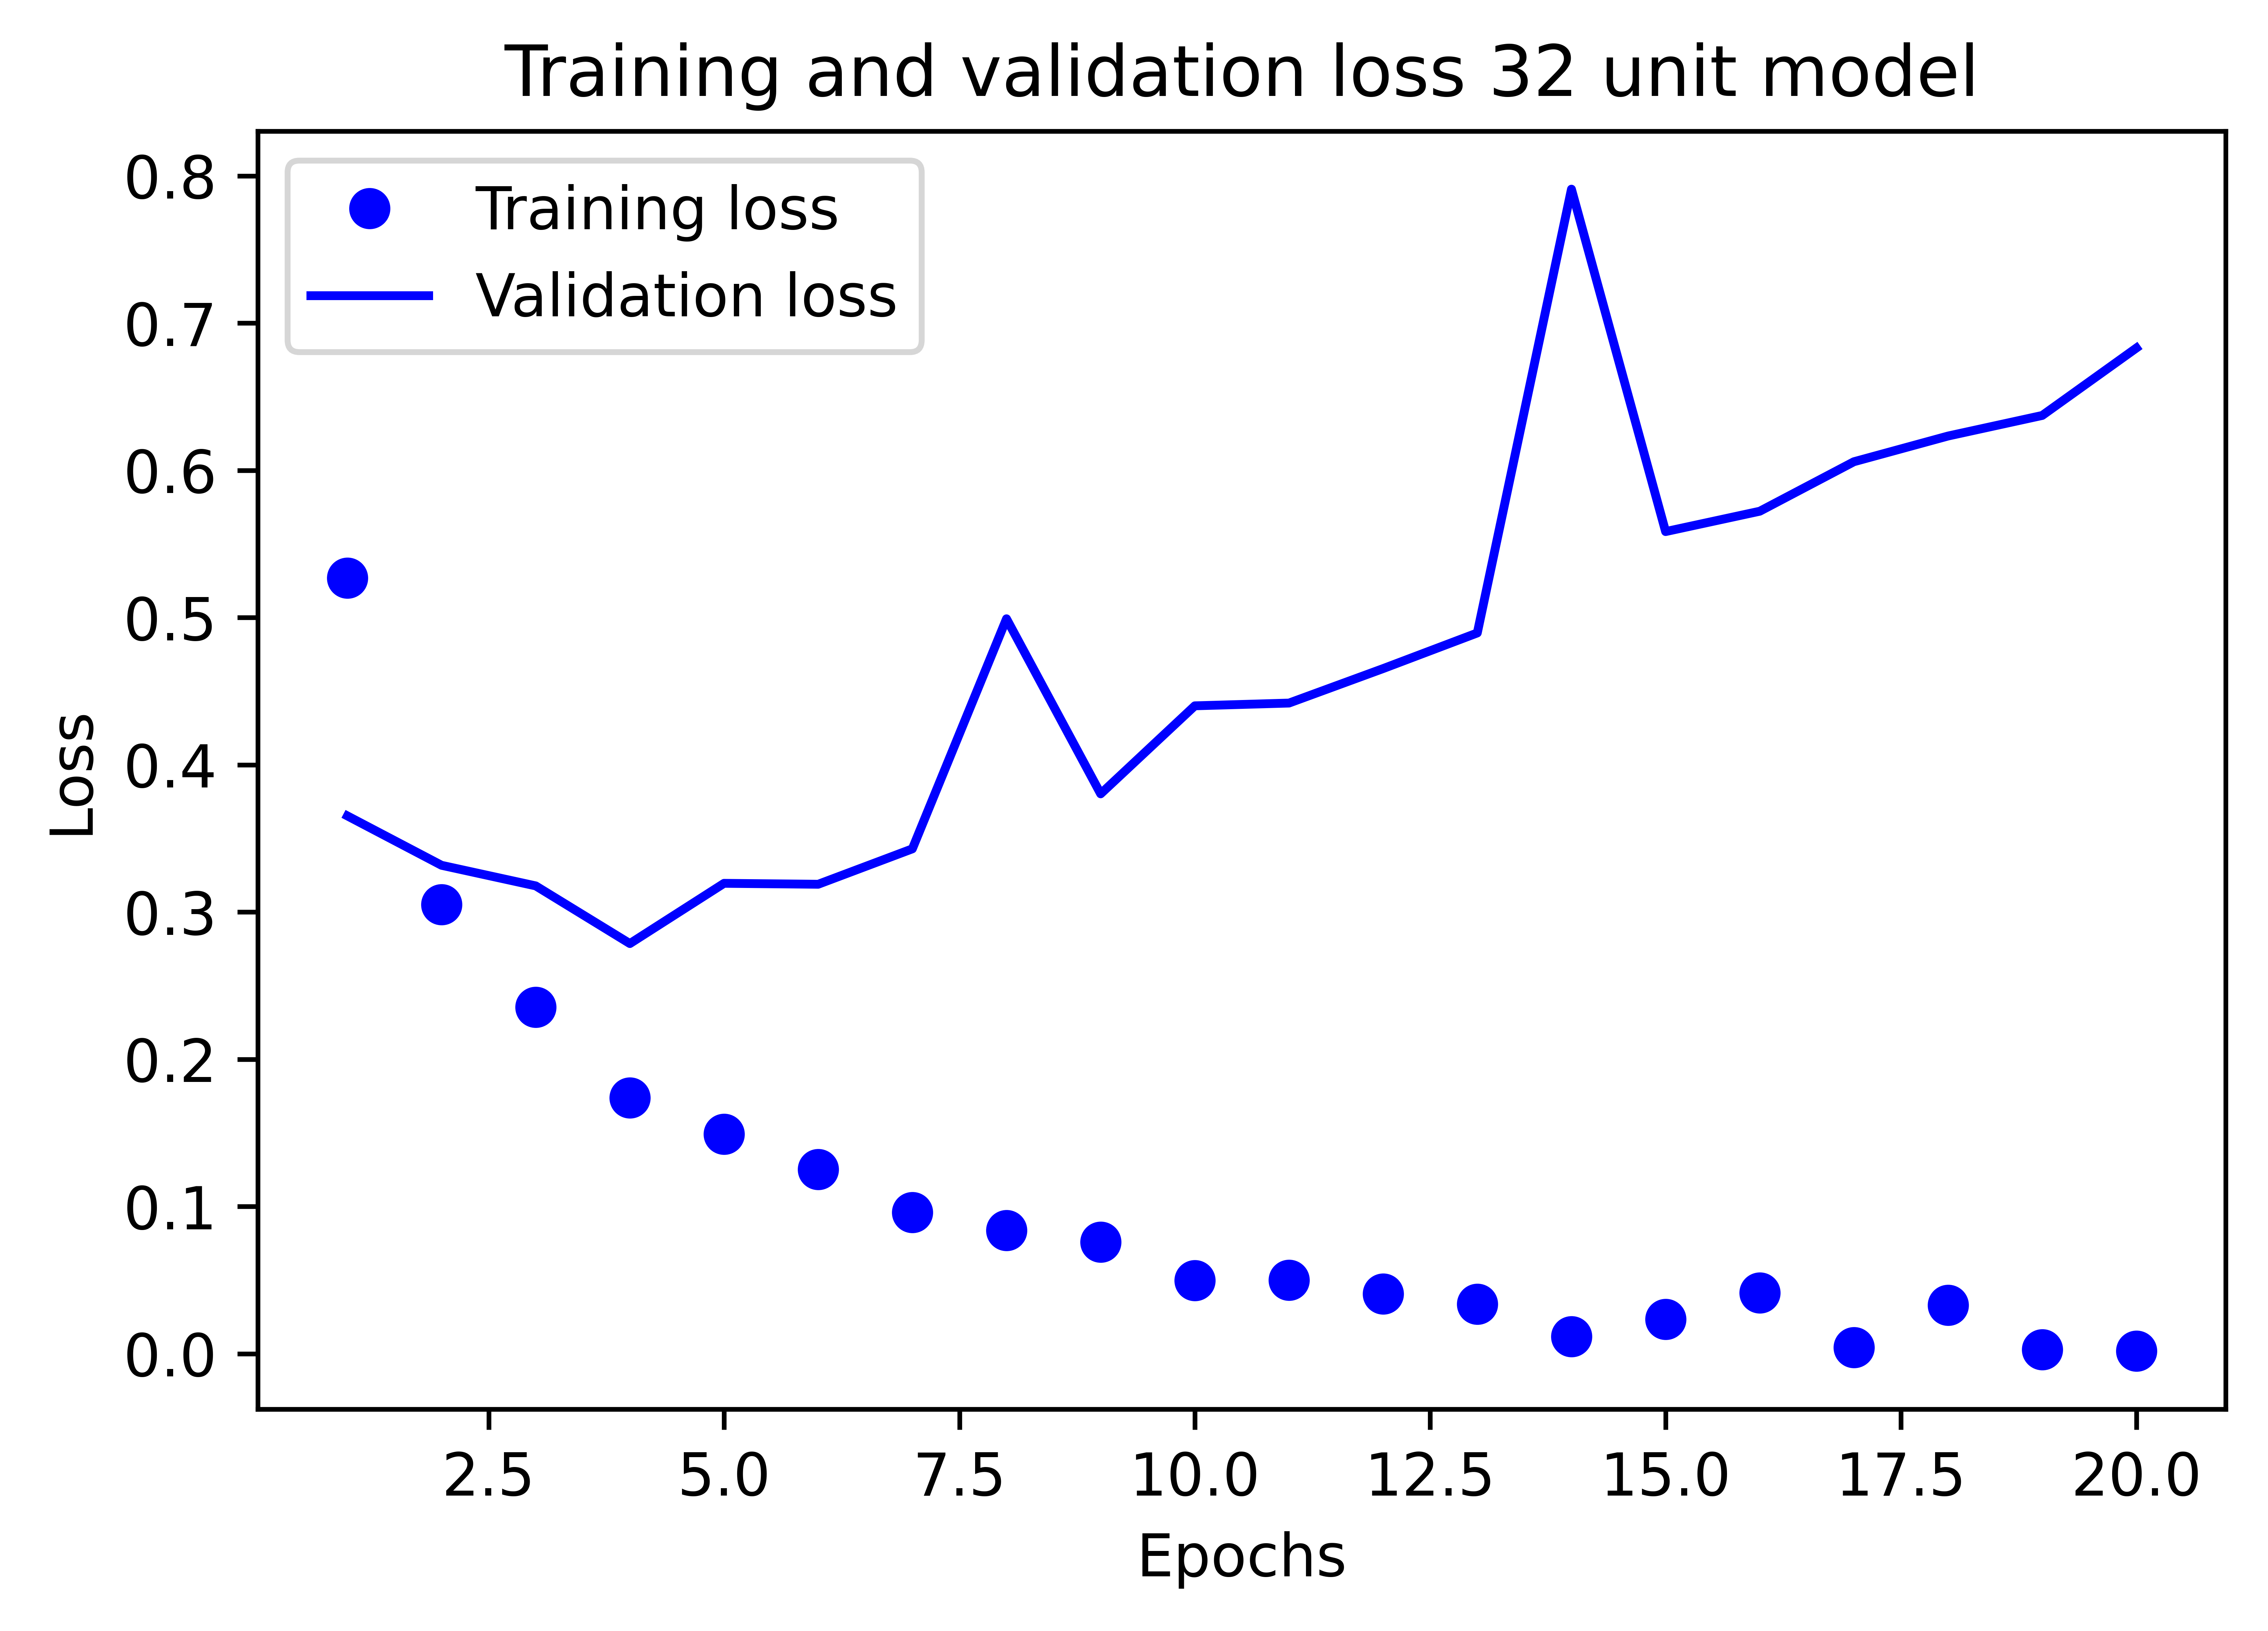 Training and validation loss 32 unit model
Training loss
Validation loss
0.8
0.7
0.6
0.5
0.4
0.3
0.2
0.1
0.0
Loss
2.5 5.0 7.5 10.0 12.5 15.0 17.5 20.0
Epochs